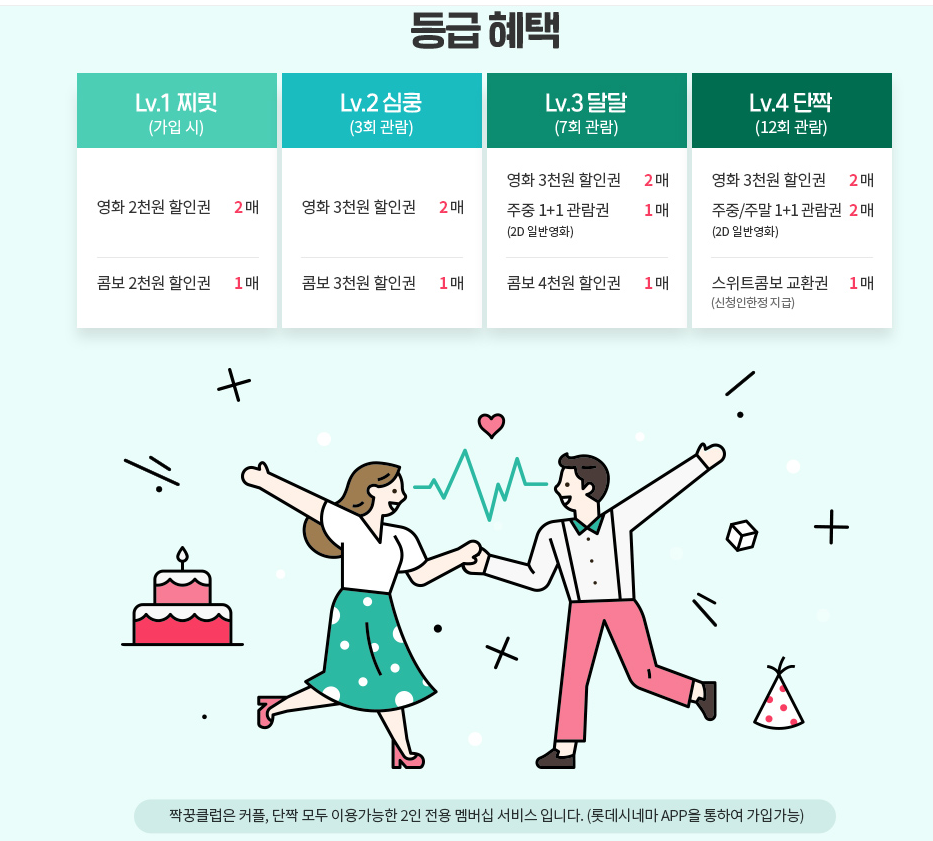 등급 혜택
Lv.1 찌릿
(가입 시)
영화 2천원 할인권 2매
콤보 2천원 할인권 1매
Lv.2 심쿵
(3회 관람)
영화 3천원 할인권 2매
콤보 3천원 할인권 1매
Lv.3 달달
(7회 관람)
영화 3천원 할인권 2매
주중 1+1 관람권 1매
(2D 일반영화)
콤보 4천원 할인권 1매
Lv.4 단짝
(12회 관람)
영화 3천원 할인권 2매
주중/주말 1+1 관람권 2매
(2D 일반영화)
스위트콤보 교환권 1매
(신청인한정 지급)
짝꿍클럽은 커플, 단짝 모두 이용가능한 2인 전용 멤버십 서비스 입니다. (롯데시네마 APP을 통하여 가입가능)